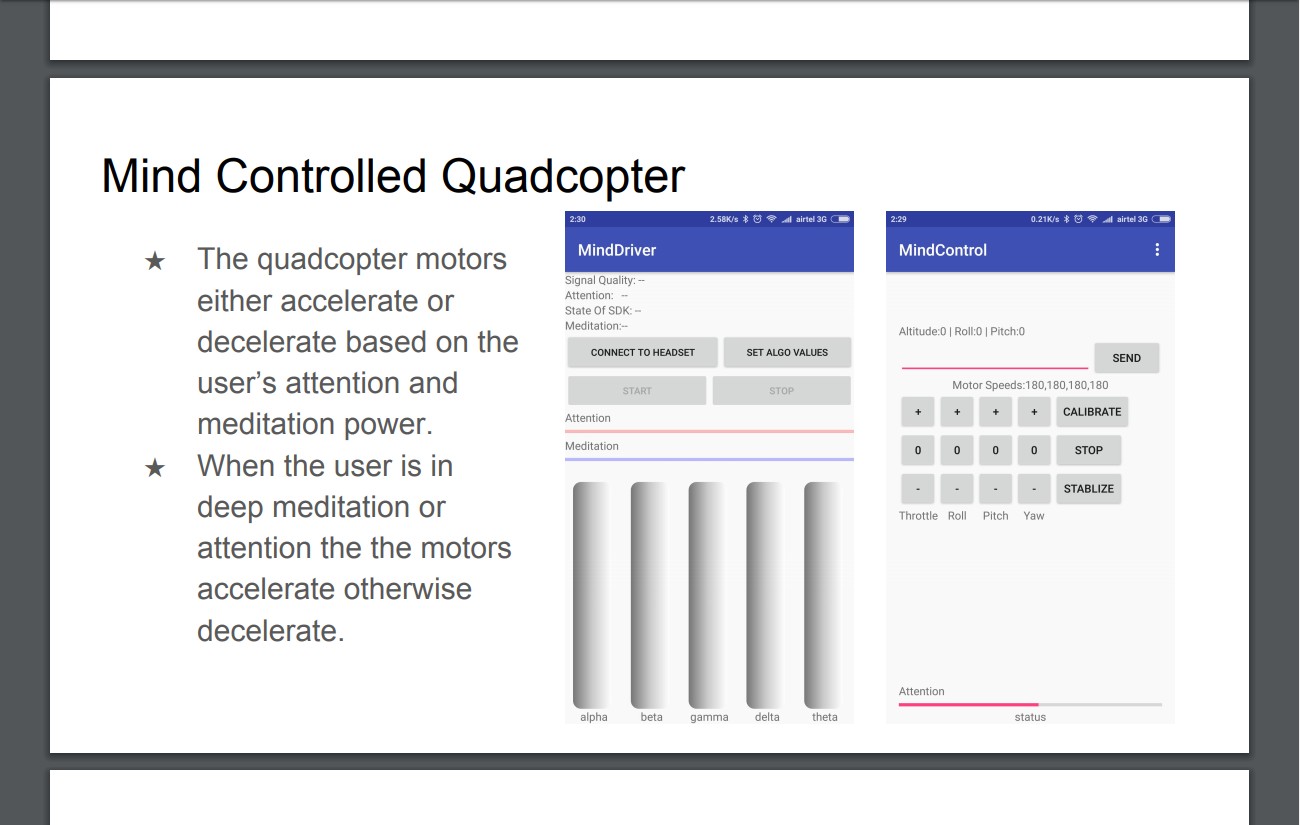 Mind Controlled Quadcopter
★ The quadcopter motors
either accelerate or
decelerate based on the
user’s attention and
meditation power.
★ When the user is in
deep meditation or
attention the the motors
accelerate otherwise
decelerate.
2:30 2.58K/s airtel 3G
MindDriver
Signal Quality: --
Attention: --
State Of SDK: --
Meditation:--
CONNECT TO HEADSET SET ALGO VALUES
START STOP
Attention
Meditation
alpha beta gamma delta theta
2:29 0.21K/s airtel 3G
MindControl
Altitude:0 | Roll:0 | Pitch:0
SEND
Motor Speeds:180,180,180,180
+ + + + CALIBRATE
0 0 0 0 STOP
- - - - STABLIZE
Throttle Roll Pitch Yaw
Attention
status